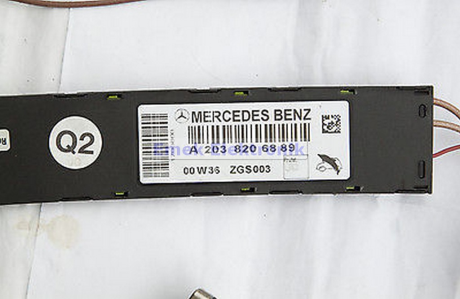 MERCEDES BENZ
A 203 820 68 89
00W36 ZGS003
Q2